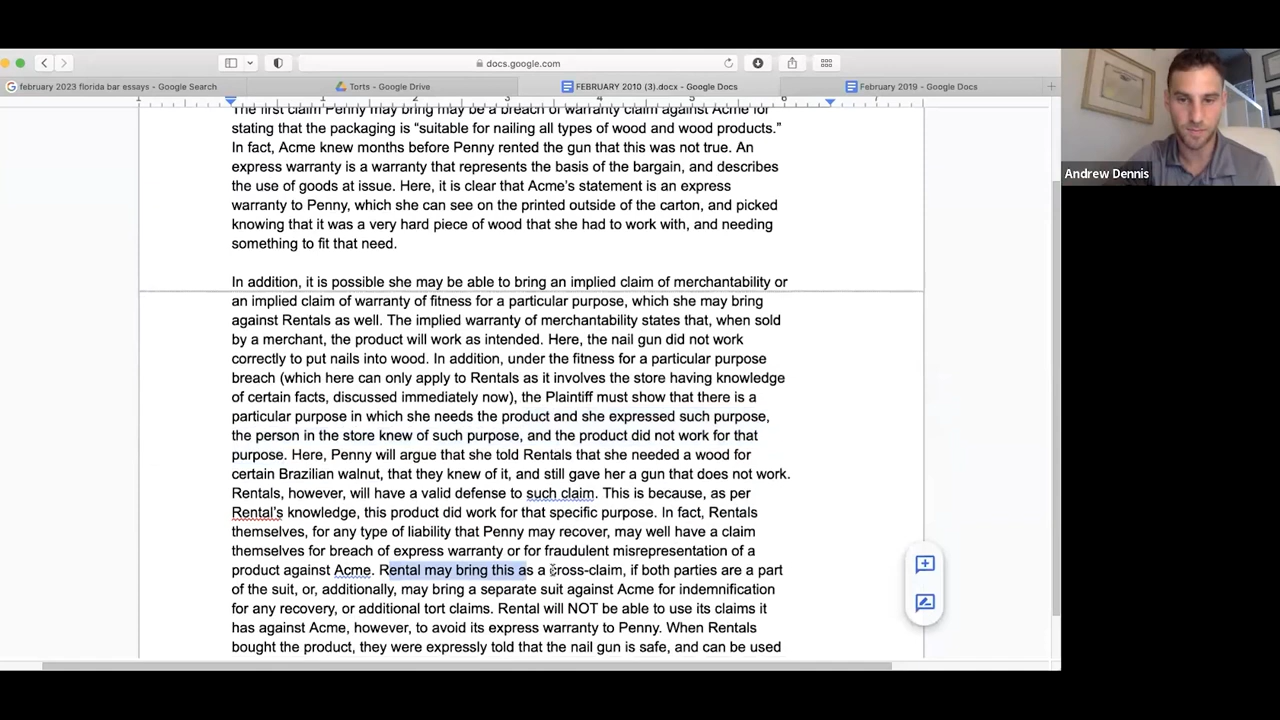 docs.google.com
february 2023 florida bar essays - Google Search
Torts - Google Drive
FEBRUARY 2010 (3).docx - Google Docs
February 2019 - Google Docs
The first claim Penny may bring may be a breach of warranty claim against Acme for
stating that the packaging is “suitable for nailing all types of wood and wood products.”
In fact, Acme knew months before Penny rented the gun that this was not true. An
express warranty is a warranty that represents the basis of the bargain, and describes
the use of goods at issue. Here, it is clear that Acme’s statement is an express
warranty to Penny, which she can see on the printed outside of the carton, and picked
knowing that it was a very hard piece of wood that she had to work with, and needing
something to fit that need.
In addition, it is possible she may be able to bring an implied claim of merchantability or
an implied claim of warranty of fitness for a particular purpose, which she may bring
against Rentals as well. The implied warranty of merchantability states that, when sold
by a merchant, the product will work as intended. Here, the nail gun did not work
correctly to put nails into wood. In addition, under the fitness for a particular purpose
breach (which here can only apply to Rentals as it involves the store having knowledge
of certain facts, discussed immediately now), the Plaintiff must show that there is a
particular purpose in which she needs the product and she expressed such purpose,
the person in the store knew of such purpose, and the product did not work for that
purpose. Here, Penny will argue that she told Rentals that she needed a wood for
certain Brazilian walnut, that they knew of it, and still gave her a gun that does not work.
Rentals, however, will have a valid defense to such claim. This is because, as per
Rental’s knowledge, this product did work for that specific purpose. In fact, Rentals
themselves, for any type of liability that Penny may recover, may well have a claim
themselves for breach of express warranty or for fraudulent misrepresentation of a
product against Acme. Rental may bring this as a cross-claim, if both parties are a part
of the suit, or, additionally, may bring a separate suit against Acme for indemnification
for any recovery, or additional tort claims. Rental will NOT be able to use its claims it
has against Acme, however, to avoid its express warranty to Penny. When Rentals
bought the product, they were expressly told that the nail gun is safe, and can be used
Andrew Dennis